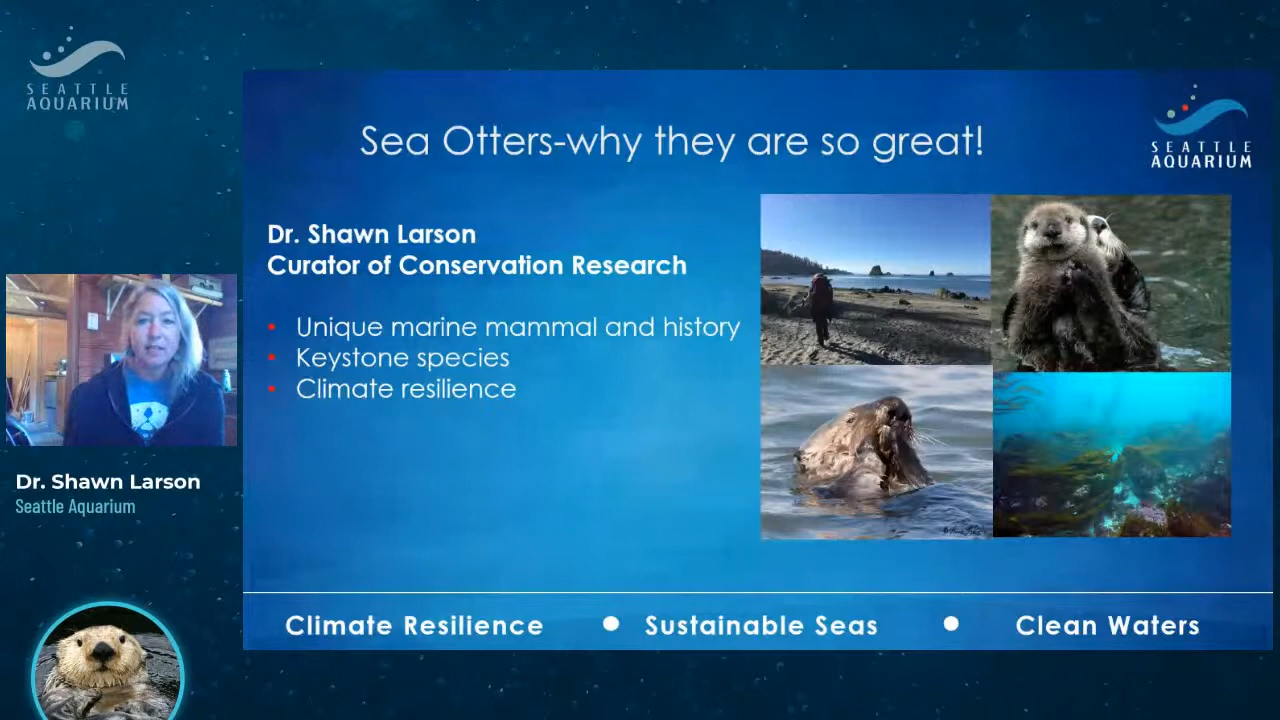 SEATTLE
AQUARIUM
Sea Otters-why they are so great!
SEATTLE
AQUARIUM
Dr. Shawn Larson
Curator of Conservation Research
• Unique marine mammal and history
• Keystone species
• Climate resilience
Dr. Shawn Larson
Seattle Aquarium
Climate Resilience ● Sustainable Seas ● Clean Waters